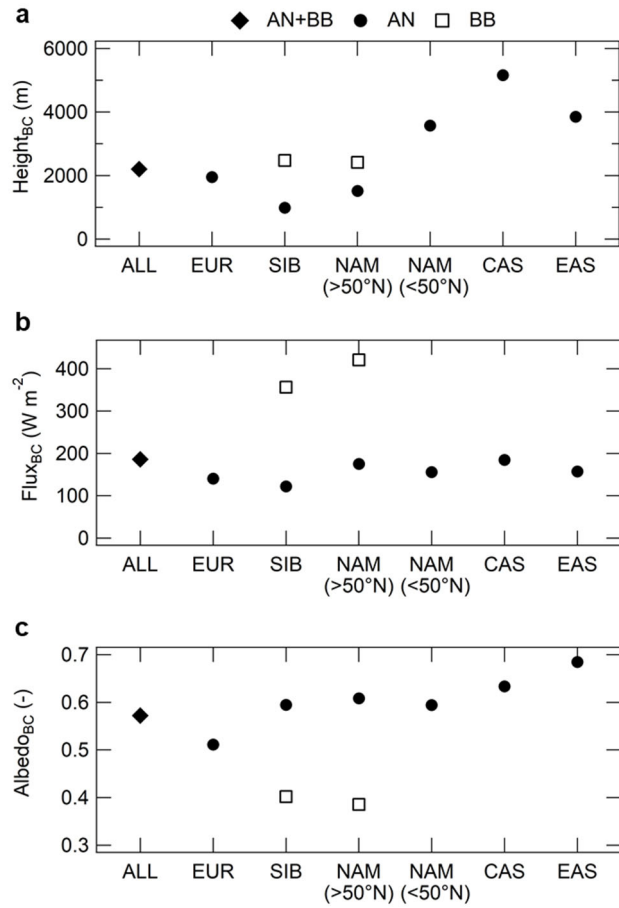 a
◆ AN+BB ● AN □ BB
6000
4000
2000
0
Height_BC (m)
ALL EUR SIB NAM NAM CAS EAS
(>50°N) (<50°N)
b
400
300
200
100
0
Flux_BC (W m⁻²)
ALL EUR SIB NAM NAM CAS EAS
(>50°N) (<50°N)
c
0.7
0.6
0.5
0.4
0.3
Albedo_BC (-)
ALL EUR SIB NAM NAM CAS EAS
(>50°N) (<50°N)